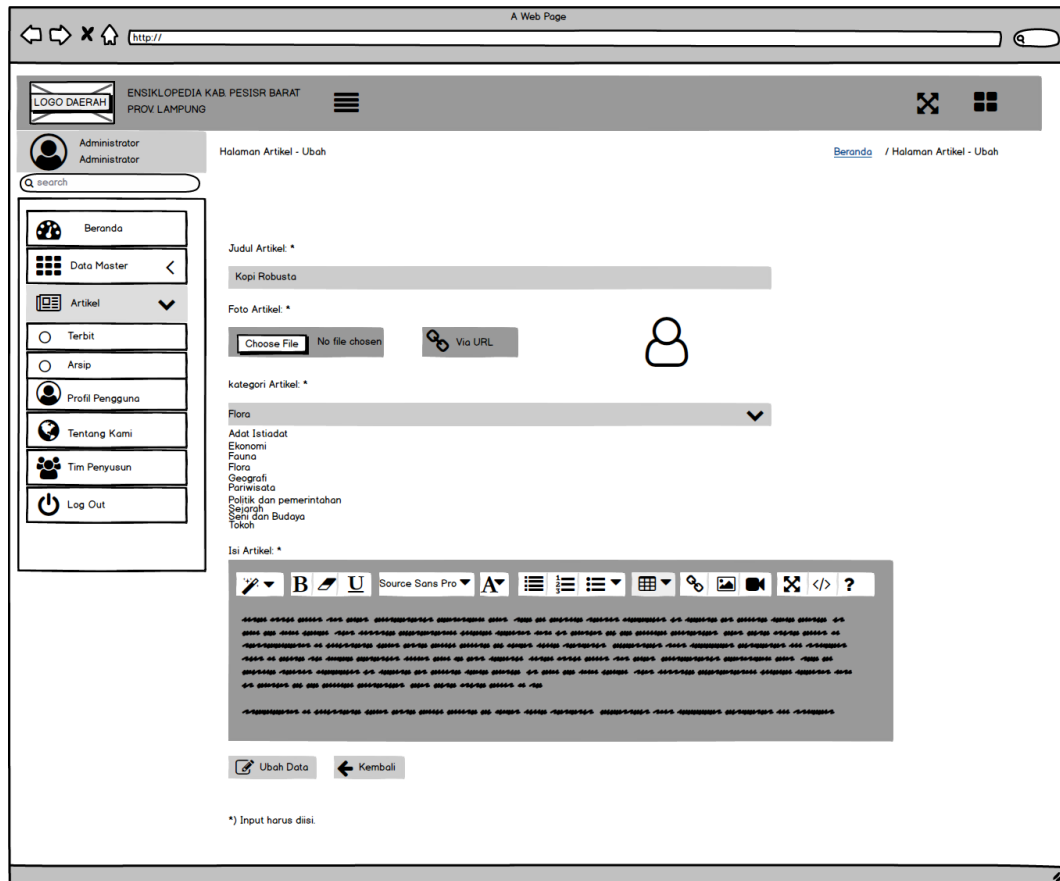 A Web Page
http://
LOGO DAERAH
ENSIKLOPEDIA KAB. PESISR BARAT
PROV. LAMPUNG
Administrator
Administrator
search
Halaman Artikel - Ubah
Beranda / Halaman Artikel - Ubah
Beranda
Data Master
Artikel
Terbit
Arsip
Profil Pengguna
Tentang Kami
Tim Penyusun
Log Out
Judul Artikel: *
Kopi Robusta
Foto Artikel: *
Choose File No file chosen
Via URL
kategori Artikel: *
Flora
Adat Istiadat
Ekonomi
Fauna
Flora
Geografi
Pariwisata
Politik dan pemerintahan
Sejarah
Seni dan Budaya
Tokoh
Isi Artikel: *
B U Source Sans Pro A </> ?
Ubah Data
Kembali
*) Input harus diisi.